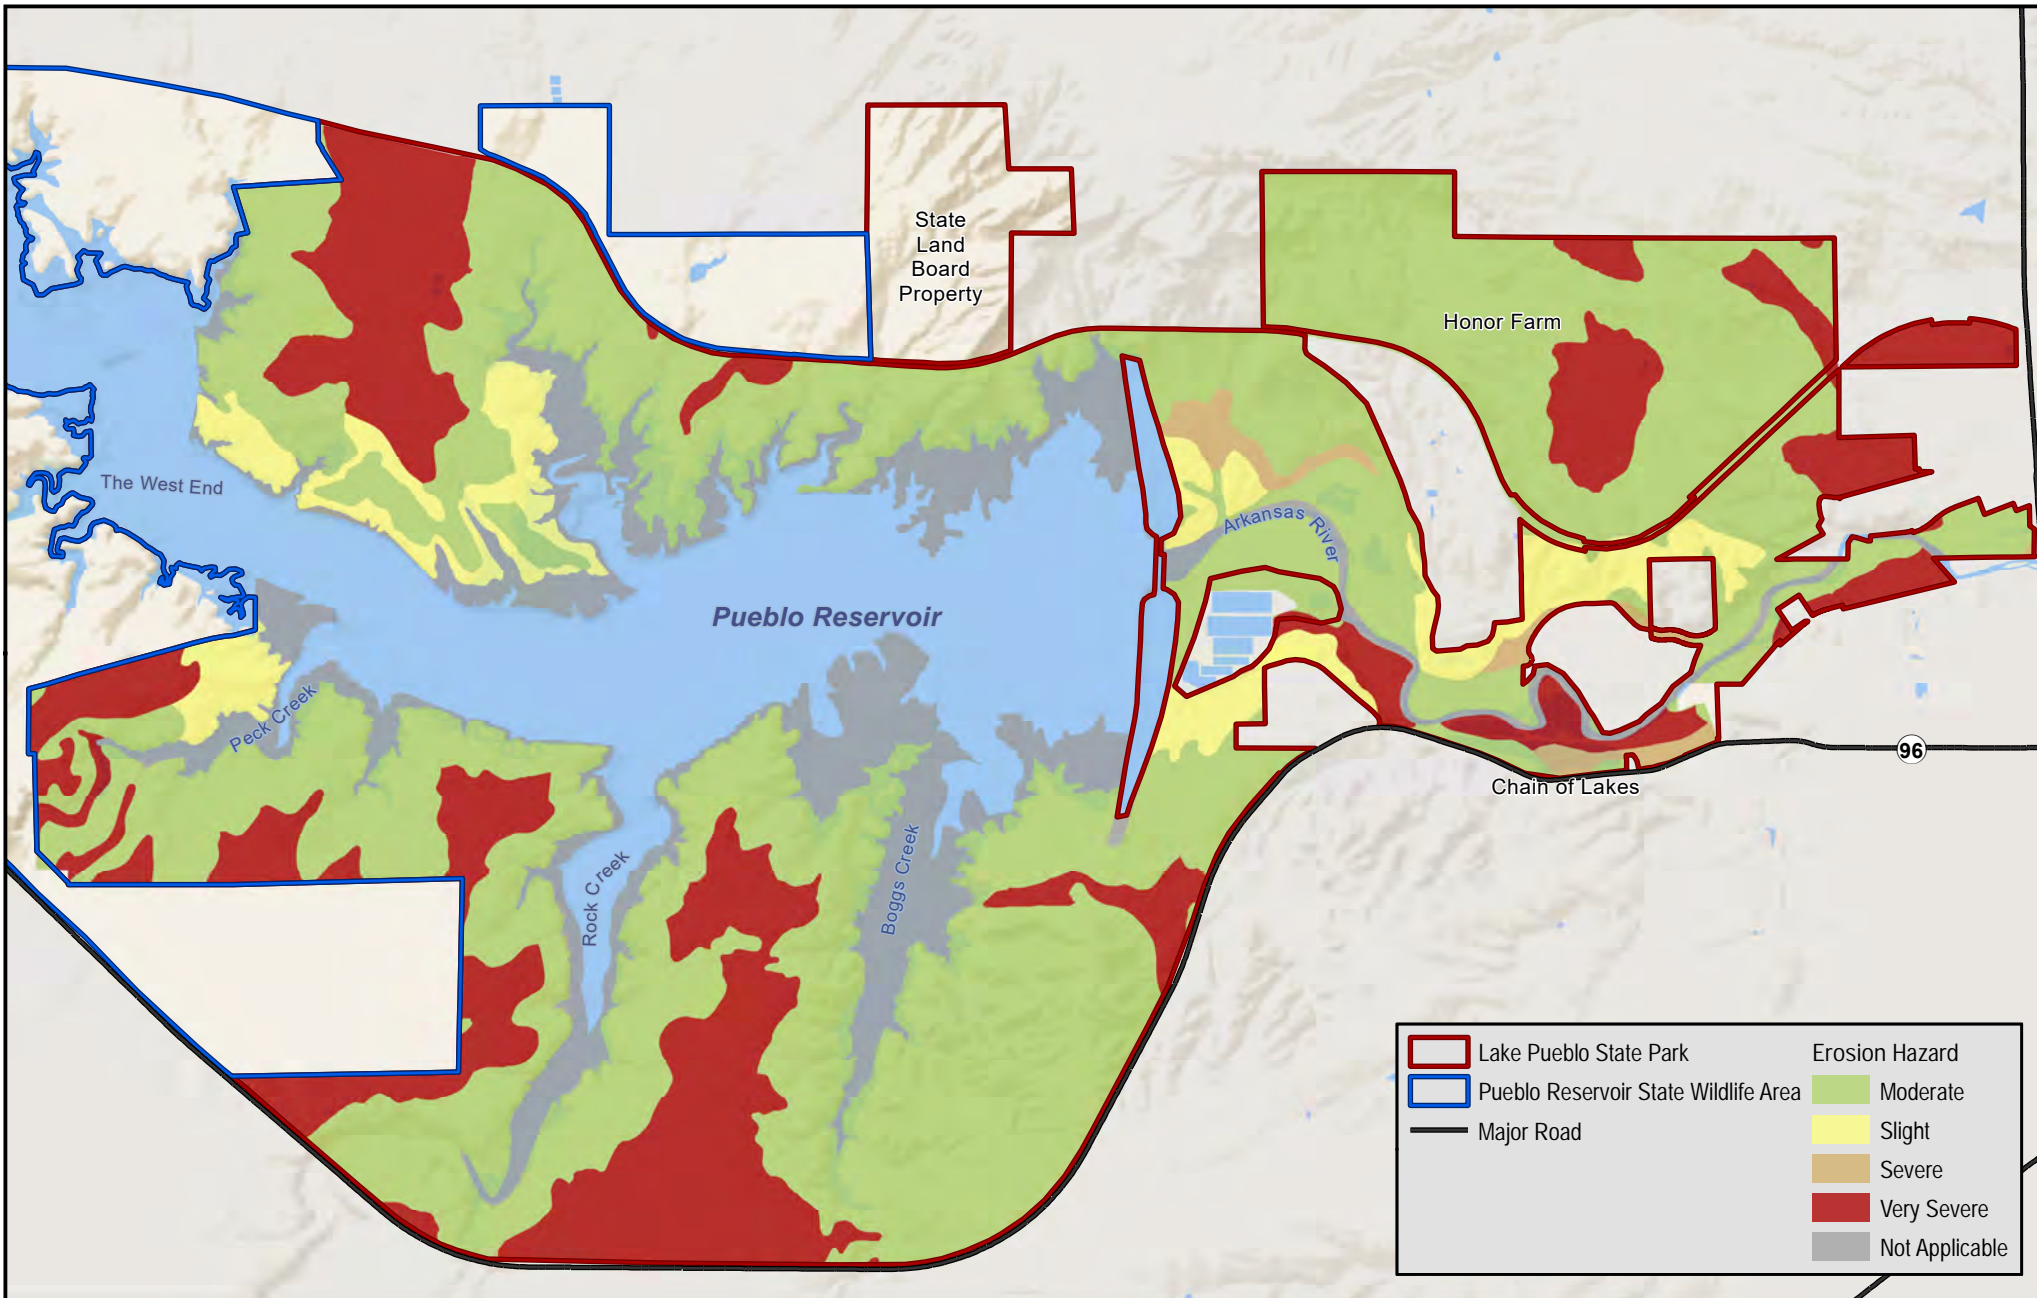 State
Land
Board
Property
Honor Farm
The West End
Arkansas River
Pueblo Reservoir
Peck Creek
96
Chain of Lakes
Rock Creek
Boggs Creek
Lake Pueblo State Park
Pueblo Reservoir State Wildlife Area
Major Road
Erosion Hazard
Moderate
Slight
Severe
Very Severe
Not Applicable